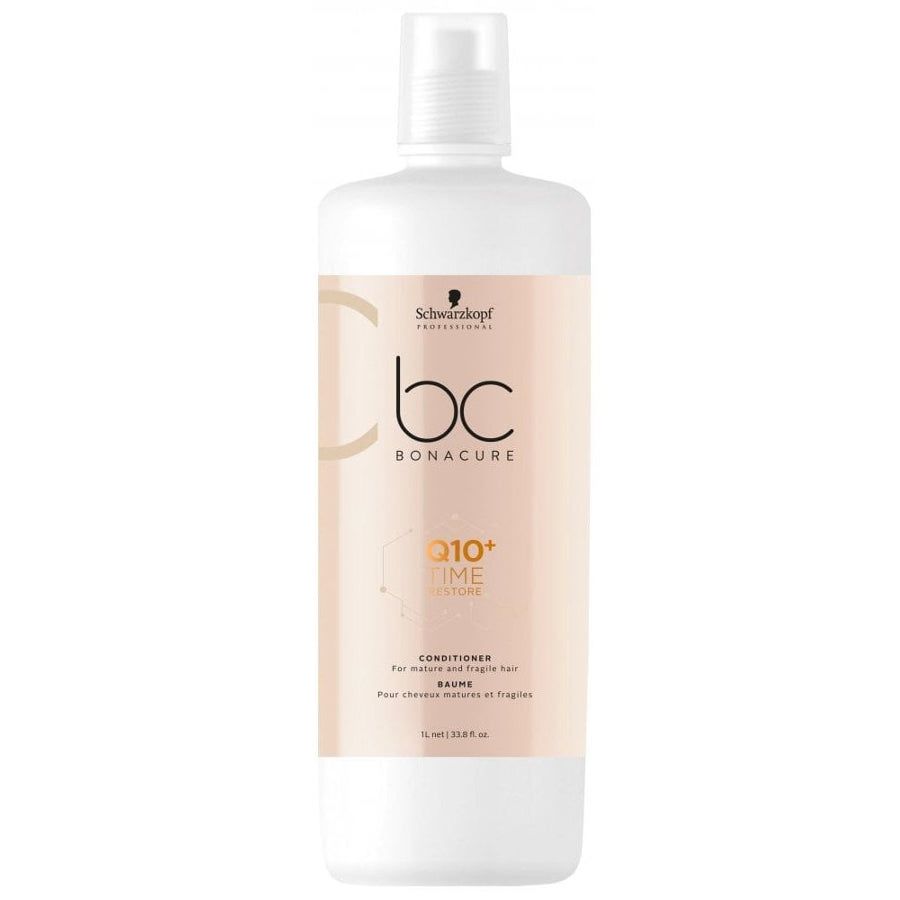 Schwarzkopf
PROFESSIONAL
bc
BONACURE
Q10+
TIME
RESTORE
CONDITIONER
For mature and fragile hair
BAUME
Pour cheveux matures et fragiles
1L net | 33.8 fl. oz.